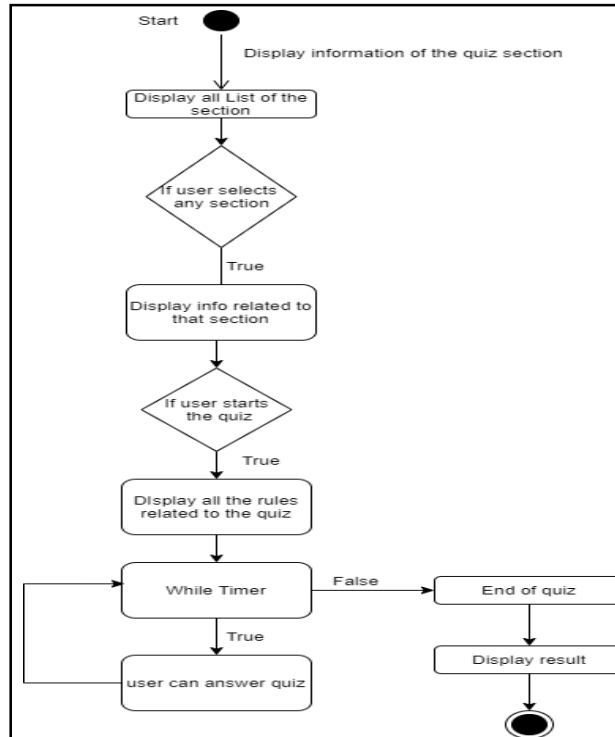 Start
Display information of the quiz section
Display all List of the
section
If user selects
any section
True
Display info related to
that section
If user starts
the quiz
True
DIsplay all the rules
related to the quiz
While Timer
False
End of quiz
True
Display result
user can answer quiz